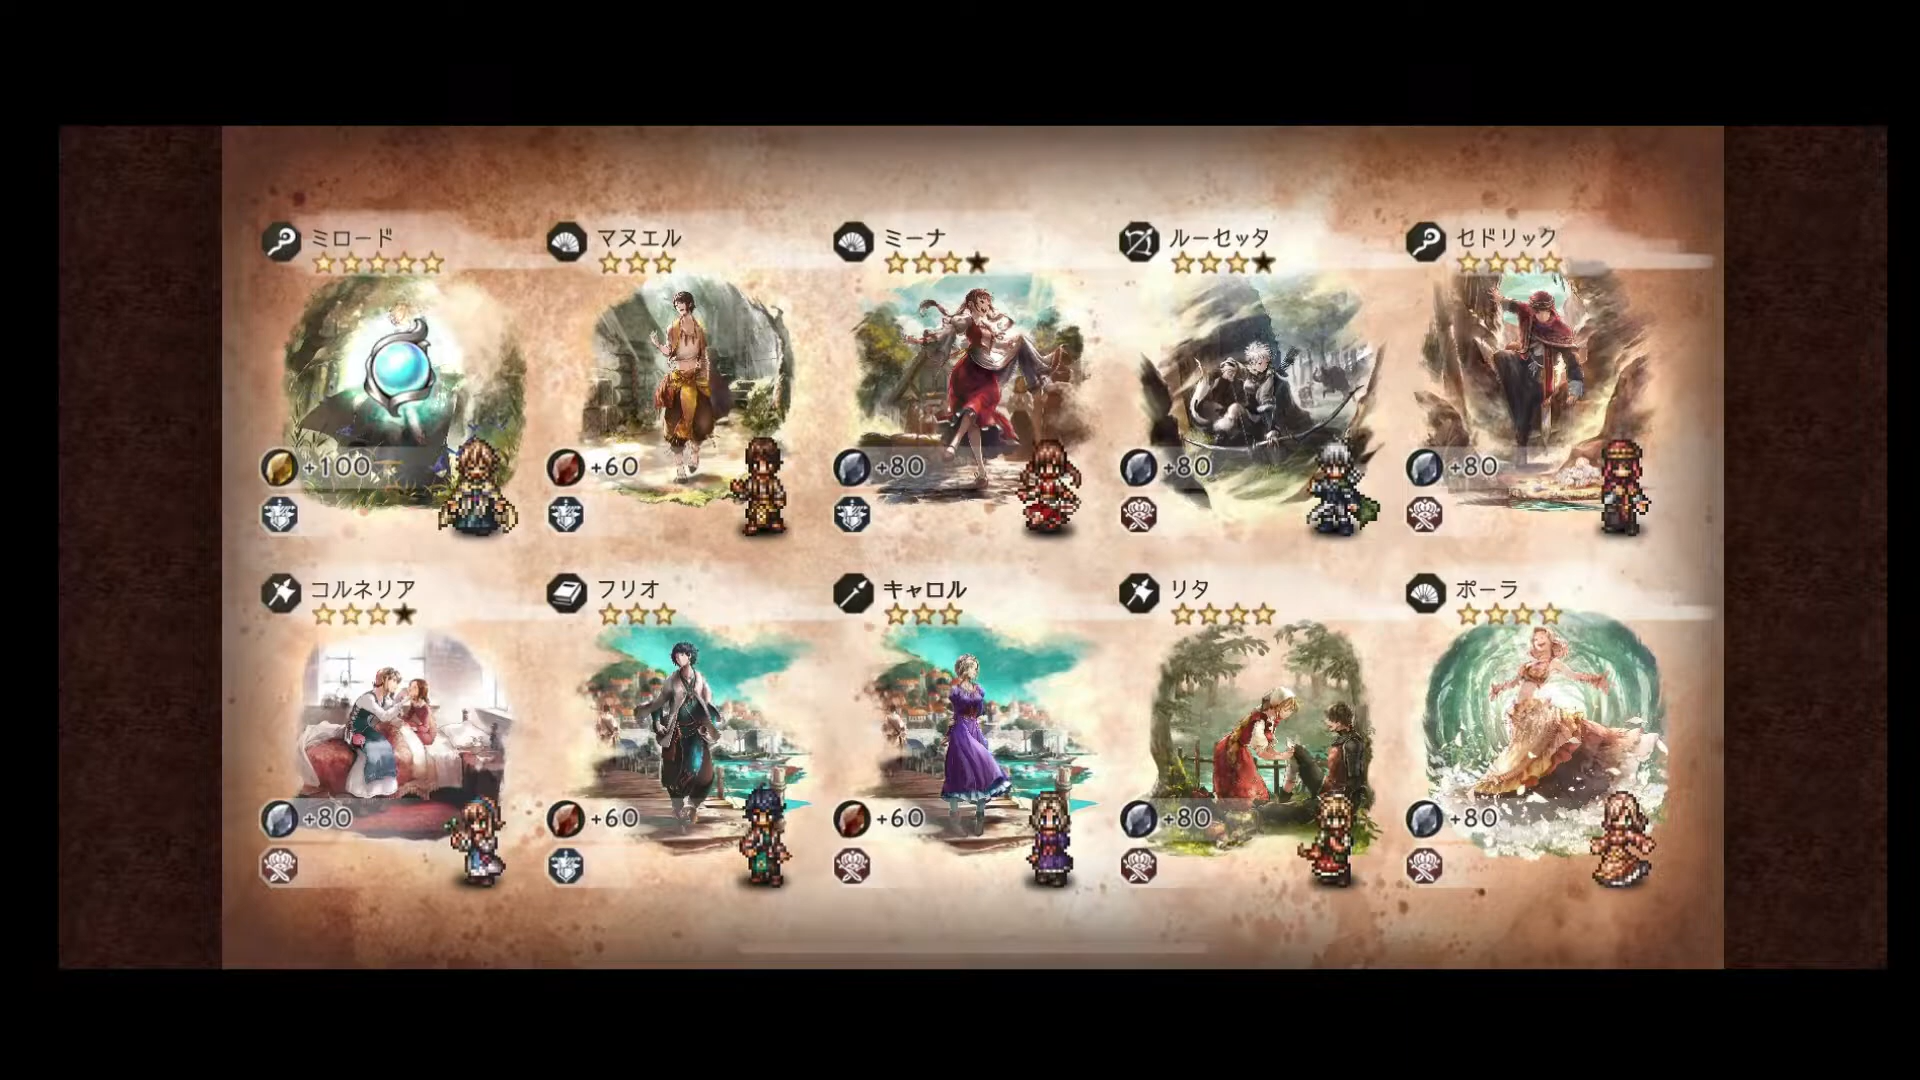 ミロード
マヌエル
ミーナ
ルーセッタ
セドリック
+100
+60
+80
+80
+80
コルネリア
フリオ
キャロル
リタ
ポーラ
+80
+60
+60
+80
+80